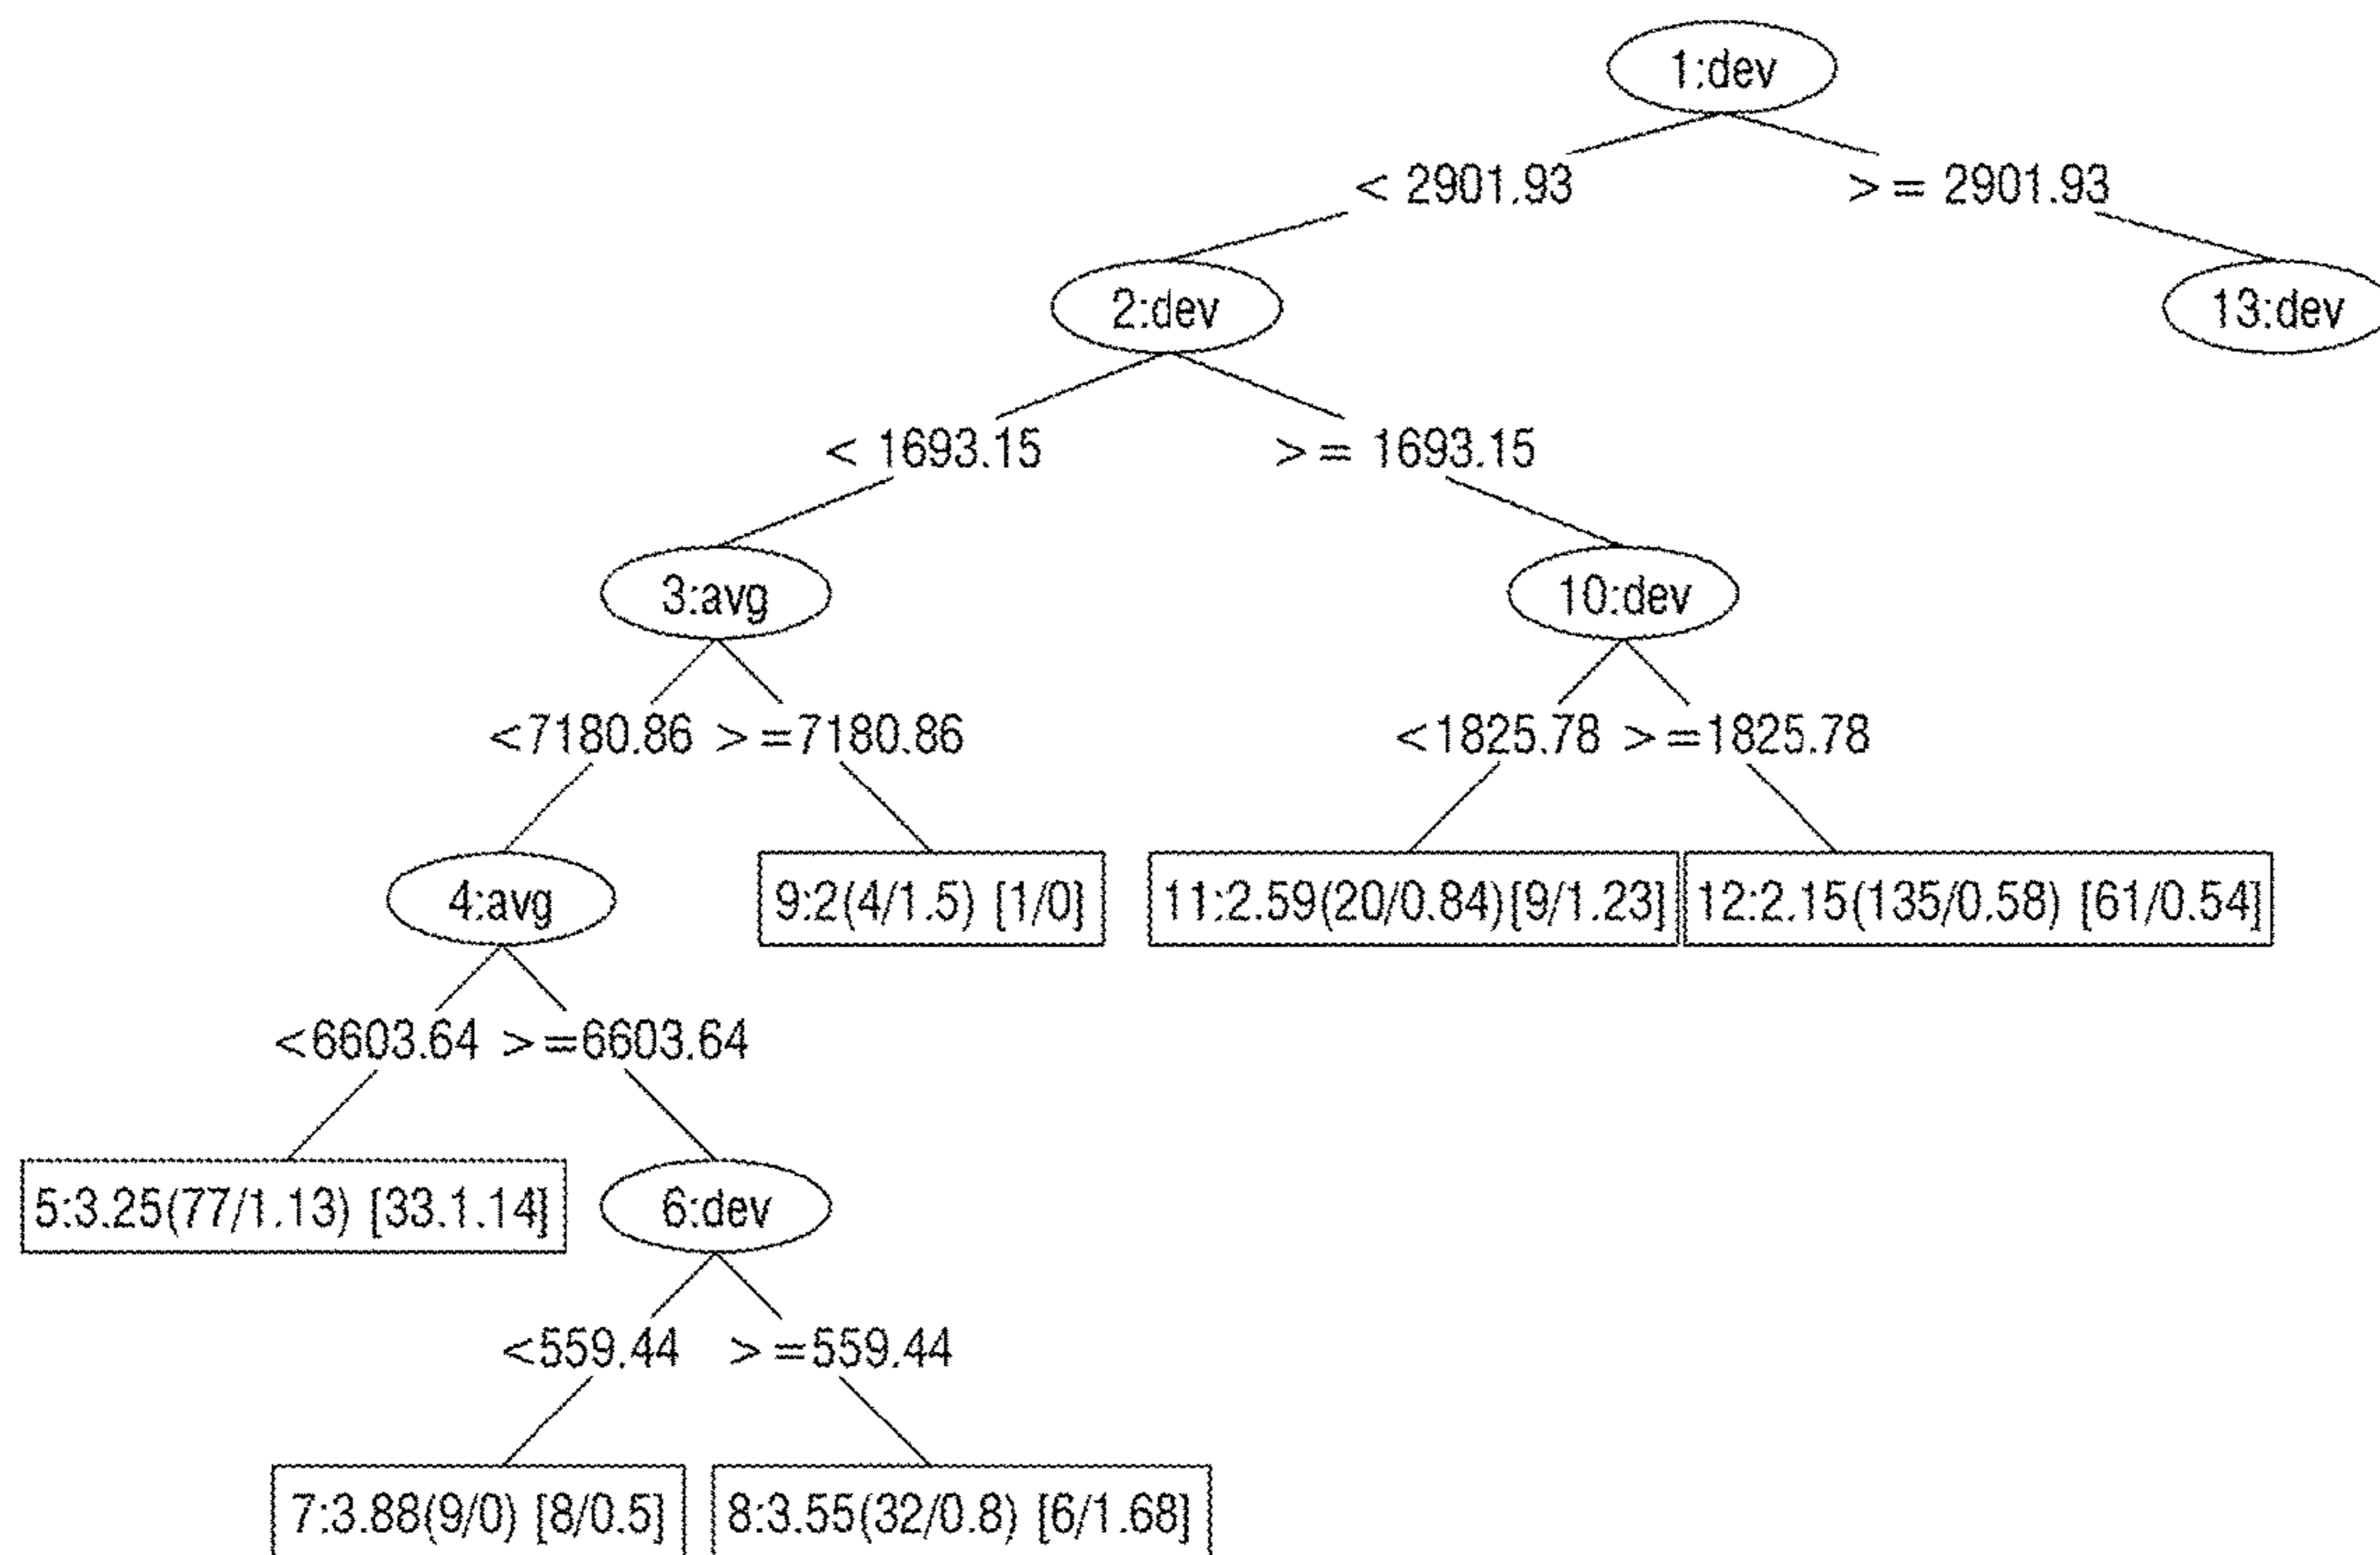 1:dev
< 2901.93 >= 2901.93
2:dev 13:dev
< 1693.15 >= 1693.15
3:avg 10:dev
<7180.86 >=7180.86 <1825.78 >=1825.78
4:avg 9:2(4/1.5) [1/0] 11:2.59(20/0.84)[9/1.23] 12:2.15(135/0.58) [61/0.54]
<6603.64 >=6603.64
5:3.25(77/1.13) [33.1.14] 6:dev
<559.44 >=559.44
7:3.88(9/0) [8/0.5] 8:3.55(32/0.8) [6/1.68]